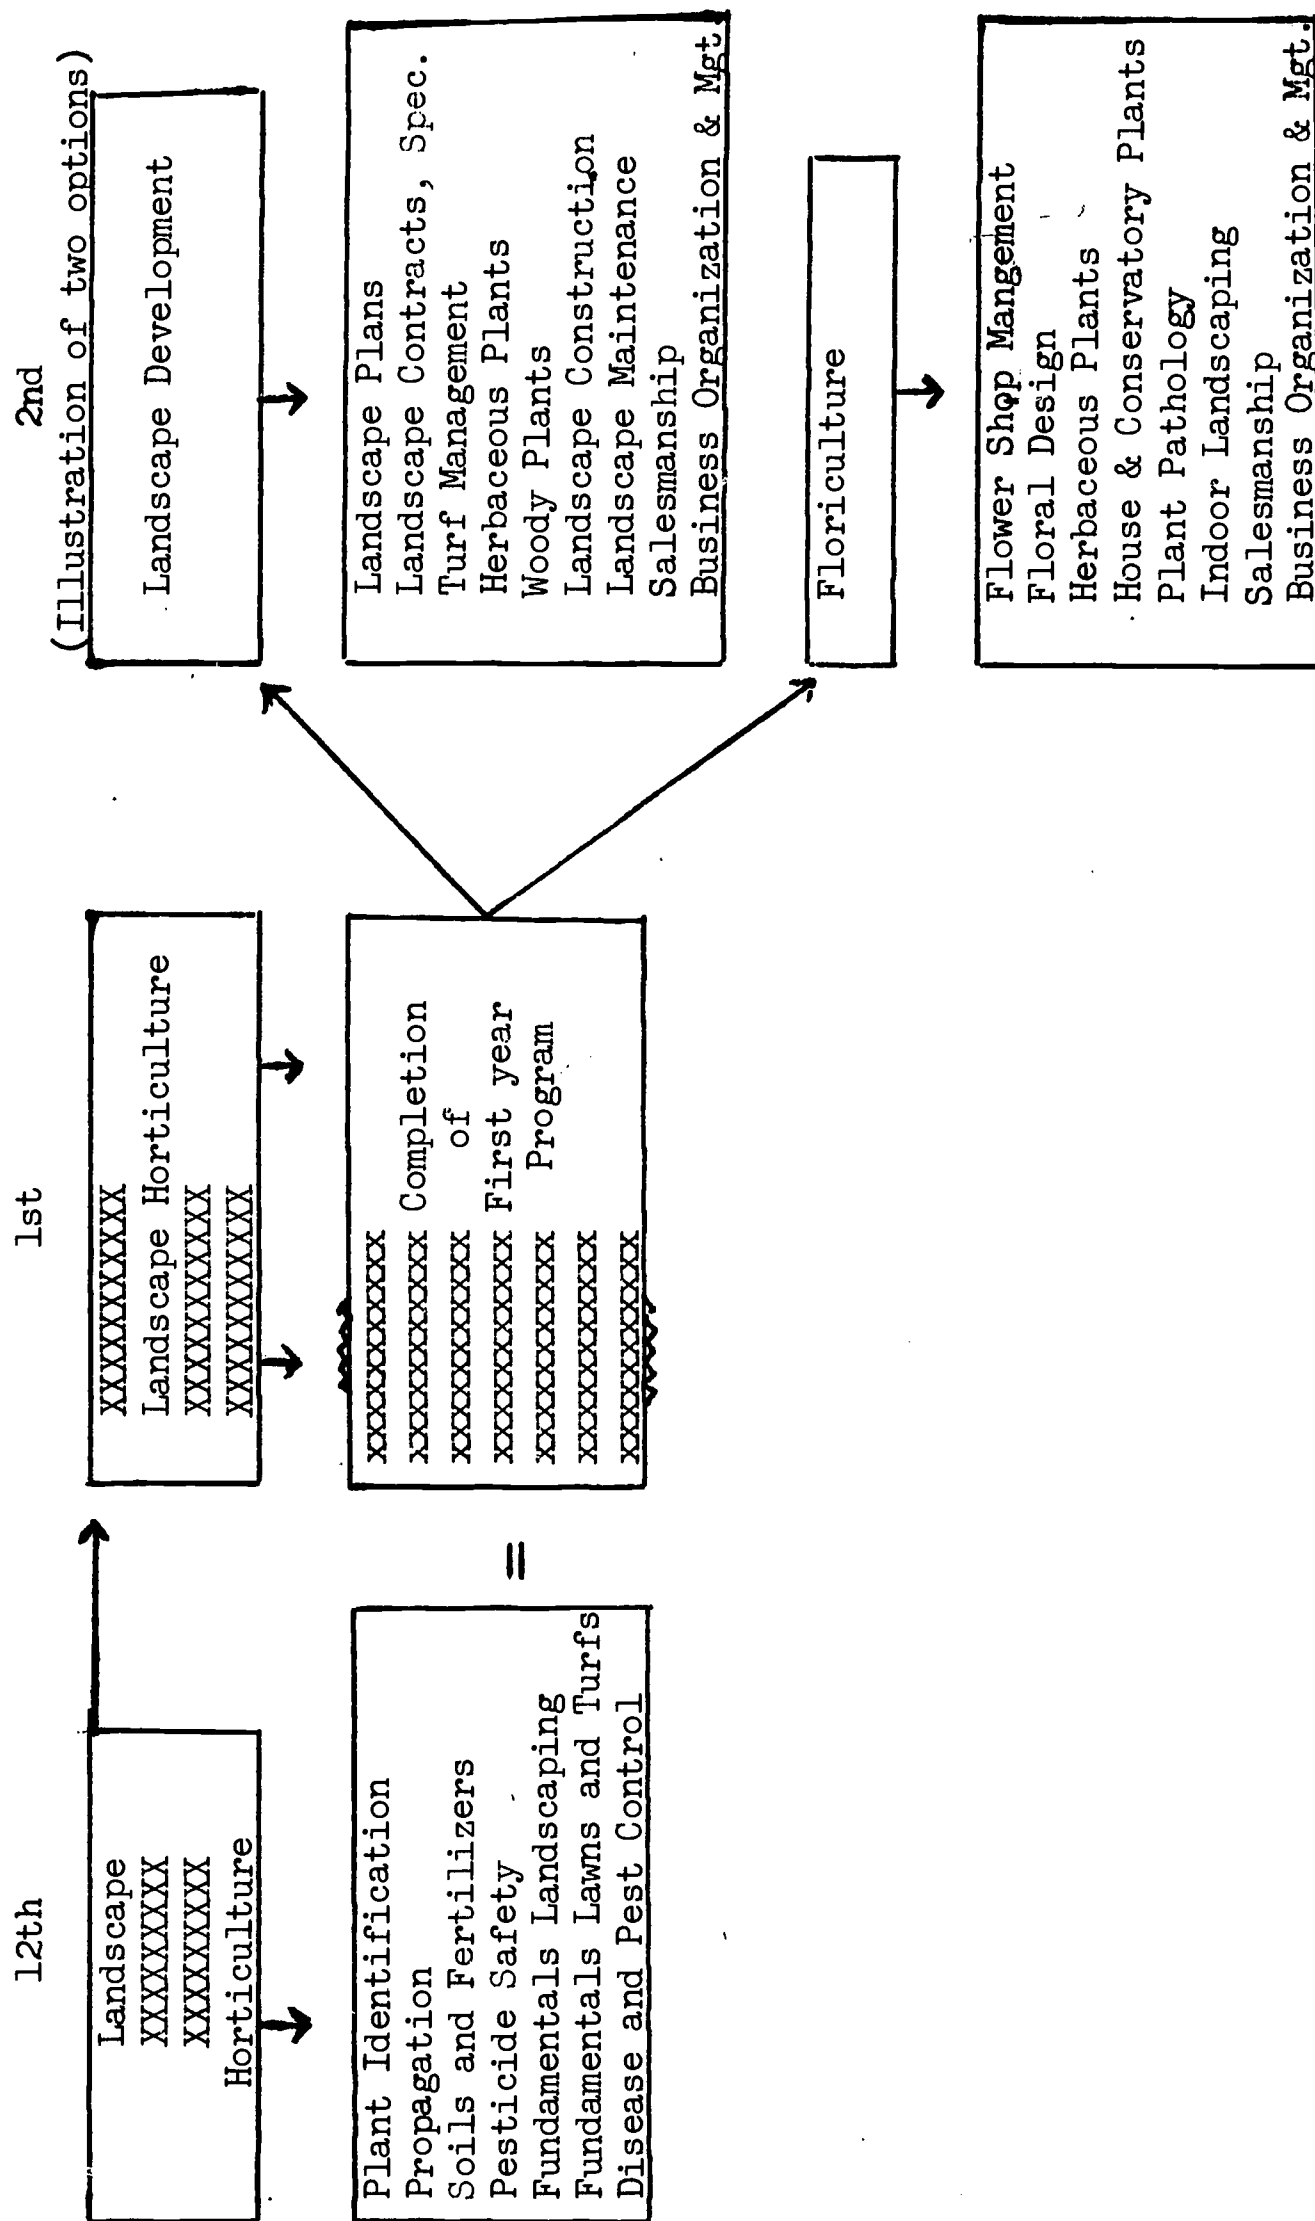 12th
Landscape
XXXXXXXXX
XXXXXXXXX
Horticulture
Plant Identification
Propagation
Soils and Fertilizers
Pesticide Safety
Fundamentals Landscaping
Fundamentals Lawns and Turfs
Disease and Pest Control
=
1st
XXXXXXXXXXX
Landscape Horticulture
XXXXXXXXXXX
XXXXXXXXXXX
XXXXXXXXXXX
XXXXXXXXXXX Completion
XXXXXXXXXXX of
XXXXXXXXXXX First year
XXXXXXXXXXX Program
XXXXXXXXXXX
XXXXXXXXXXX
2nd
(Illustration of two options)
Landscape Development
Landscape Plans
Landscape Contracts, Spec.
Turf Management
Herbaceous Plants
Woody Plants
Landscape Construction
Landscape Maintenance
Salesmanship
Business Organization & Mgt.
Floriculture
Flower Shop Mangement
Floral Design
Herbaceous Plants
House & Conservatory Plants
Plant Pathology
Indoor Landscaping
Salesmanship
Business Organization & Mgt.